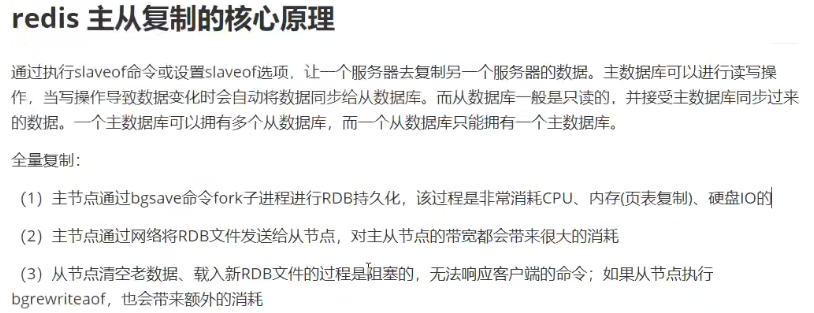 redis 主从复制的核心原理
通过执行slaveof命令或设置slaveof选项，让一个服务器去复制另一个服务器的数据。主数据库可以进行读写操
作，当写操作导致数据变化时会自动将数据同步给从数据库。而从数据库一般是只读的，并接受主数据库同步过来
的数据。一个主数据库可以拥有多个从数据库，而一个从数据库只能拥有一个主数据库。
全量复制：
（1）主节点通过bgsave命令fork子进程进行RDB持久化，该过程是非常消耗CPU、内存(页表复制)、硬盘IO的
（2）主节点通过网络将RDB文件发送给从节点，对主从节点的带宽都会带来很大的消耗
（3）从节点清空老数据、载入新RDB文件的过程是阻塞的，无法响应客户端的命令；如果从节点执行
bgrewriteaof，也会带来额外的消耗